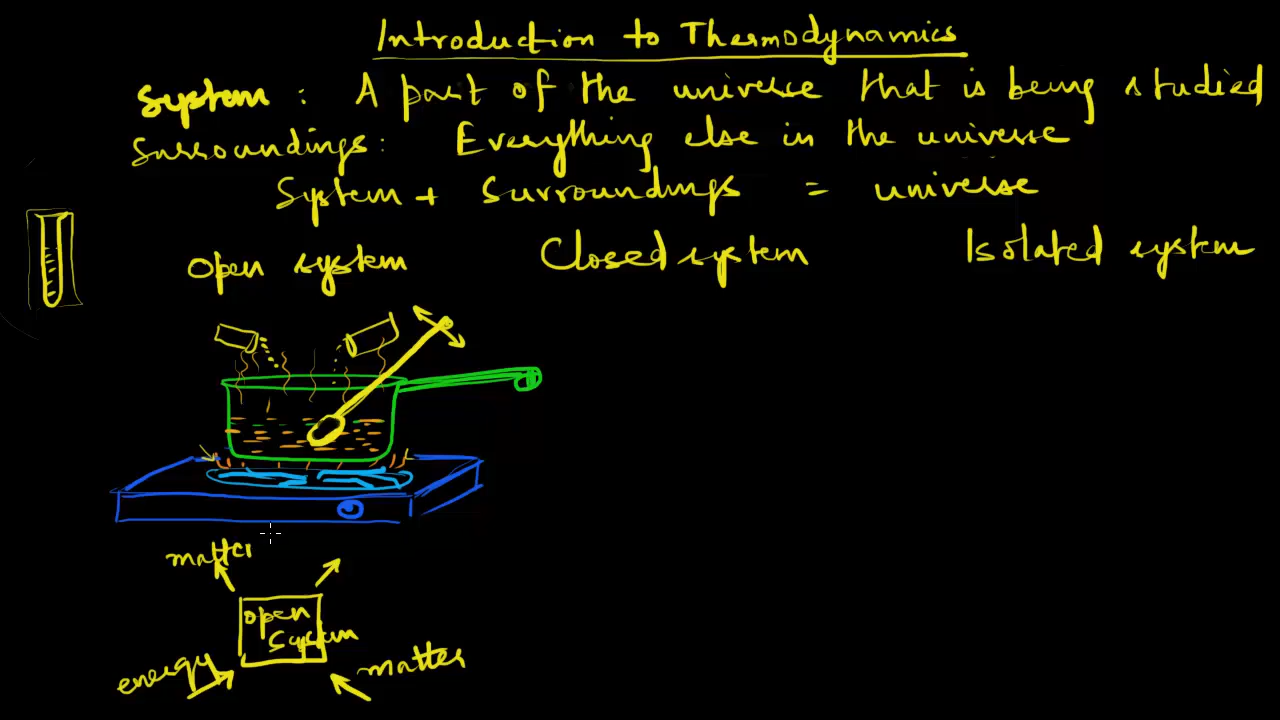 Introduction to Thermodynamics
System : A part of the universe that is being studied
Surroundings : Everything else in the universe
System + Surroundings = universe
Open system Closed system Isolated system
matter
open
System
energy matter